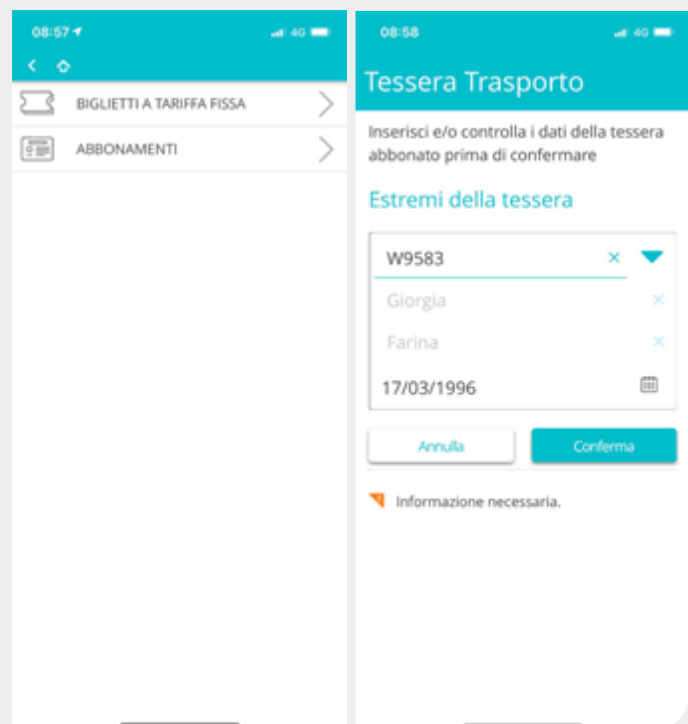 08:57
4G
BIGLIETTI A TARIFFA FISSA
ABBONAMENTI
08:58
4G
Tessera Trasporto
Inserisci e/o controlla i dati della tessera
abbonato prima di confermare
Estremi della tessera
W9583
Giorgia
Farina
17/03/1996
Annulla
Conferma
Informazione necessaria.